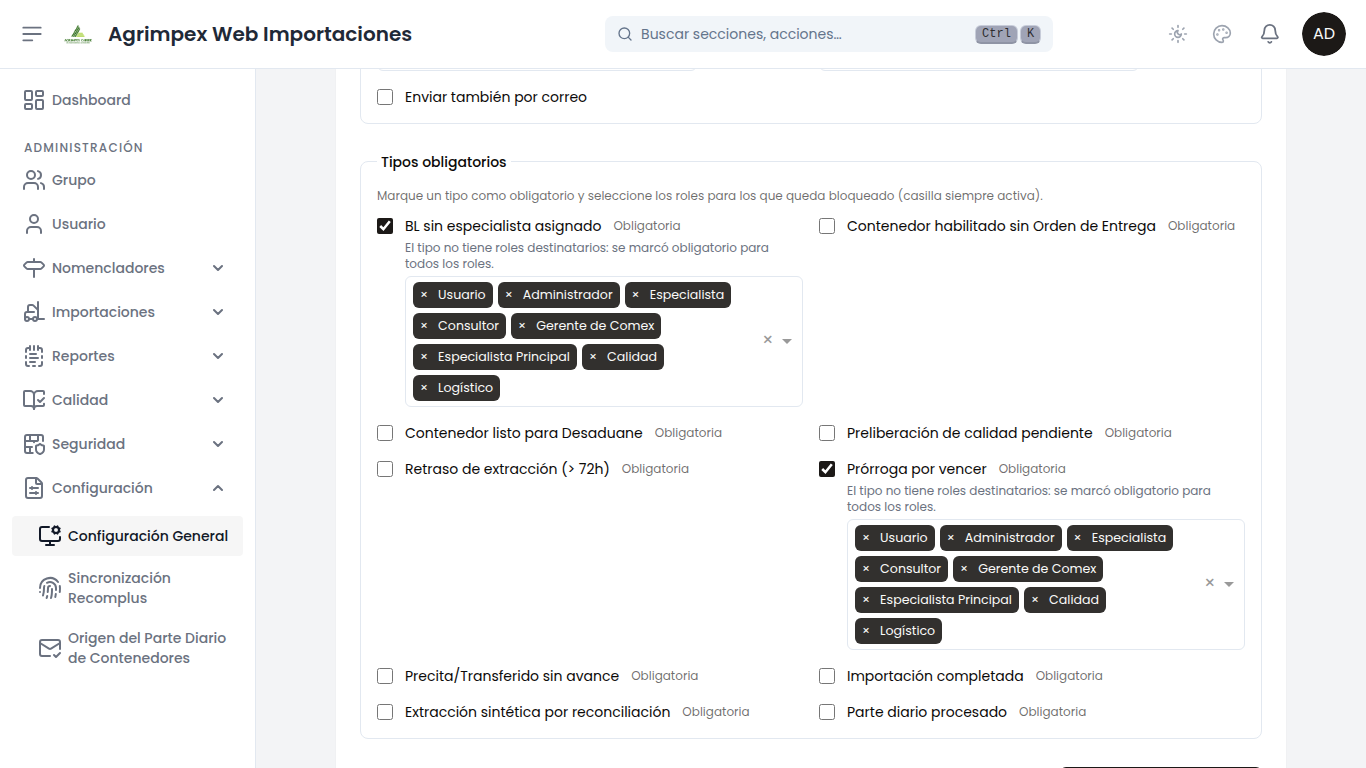 Agrimpex Web Importaciones
Buscar secciones, acciones...
Ctrl K
AD
Dashboard
ADMINISTRACIÓN
Grupo
Usuario
Nomencladores
Importaciones
Reportes
Calidad
Seguridad
Configuración
Configuración General
Sincronización
Recomplus
Origen del Parte Diario
de Contenedores
Enviar también por correo
Tipos obligatorios
Marque un tipo como obligatorio y seleccione los roles para los que queda bloqueado (casilla siempre activa).
BL sin especialista asignado Obligatoria
El tipo no tiene roles destinatarios: se marcó obligatorio para
todos los roles.
× Usuario × Administrador × Especialista
× Consultor × Gerente de Comex
× Especialista Principal × Calidad
× Logístico
Contenedor habilitado sin Orden de Entrega Obligatoria
Contenedor listo para Desaduane Obligatoria
Preliberación de calidad pendiente Obligatoria
Retraso de extracción (> 72h) Obligatoria
Prórroga por vencer Obligatoria
El tipo no tiene roles destinatarios: se marcó obligatorio para
todos los roles.
× Usuario × Administrador × Especialista
× Consultor × Gerente de Comex
× Especialista Principal × Calidad
× Logístico
Precita/Transferido sin avance Obligatoria
Importación completada Obligatoria
Extracción sintética por reconciliación Obligatoria
Parte diario procesado Obligatoria